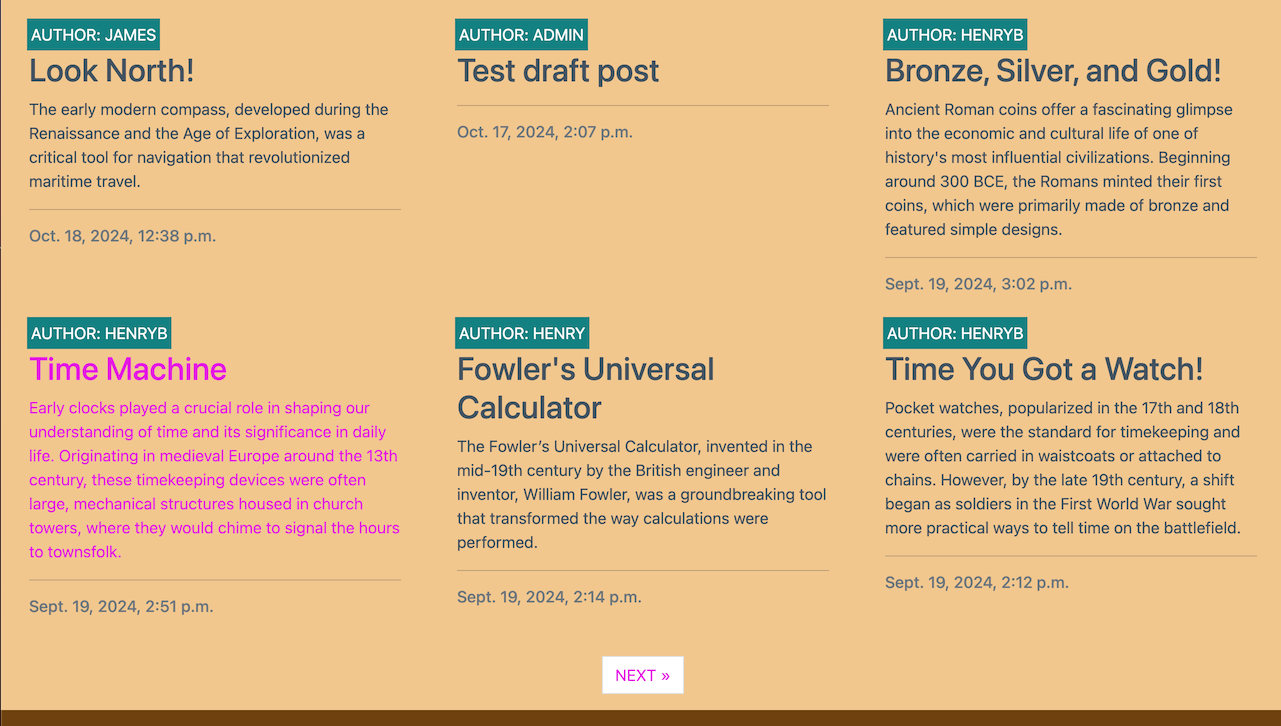 AUTHOR: JAMES
Look North!
The early modern compass, developed during the
Renaissance and the Age of Exploration, was a
critical tool for navigation that revolutionized
maritime travel.
Oct. 18, 2024, 12:38 p.m.
AUTHOR: ADMIN
Test draft post
Oct. 17, 2024, 2:07 p.m.
AUTHOR: HENRYB
Bronze, Silver, and Gold!
Ancient Roman coins offer a fascinating glimpse
into the economic and cultural life of one of
history's most influential civilizations. Beginning
around 300 BCE, the Romans minted their first
coins, which were primarily made of bronze and
featured simple designs.
Sept. 19, 2024, 3:02 p.m.
AUTHOR: HENRYB
Time Machine
Early clocks played a crucial role in shaping our
understanding of time and its significance in daily
life. Originating in medieval Europe around the 13th
century, these timekeeping devices were often
large, mechanical structures housed in church
towers, where they would chime to signal the hours
to townsfolk.
Sept. 19, 2024, 2:51 p.m.
AUTHOR: HENRY
Fowler's Universal
Calculator
The Fowler’s Universal Calculator, invented in the
mid-19th century by the British engineer and
inventor, William Fowler, was a groundbreaking tool
that transformed the way calculations were
performed.
Sept. 19, 2024, 2:14 p.m.
AUTHOR: HENRYB
Time You Got a Watch!
Pocket watches, popularized in the 17th and 18th
centuries, were the standard for timekeeping and
were often carried in waistcoats or attached to
chains. However, by the late 19th century, a shift
began as soldiers in the First World War sought
more practical ways to tell time on the battlefield.
Sept. 19, 2024, 2:12 p.m.
NEXT »